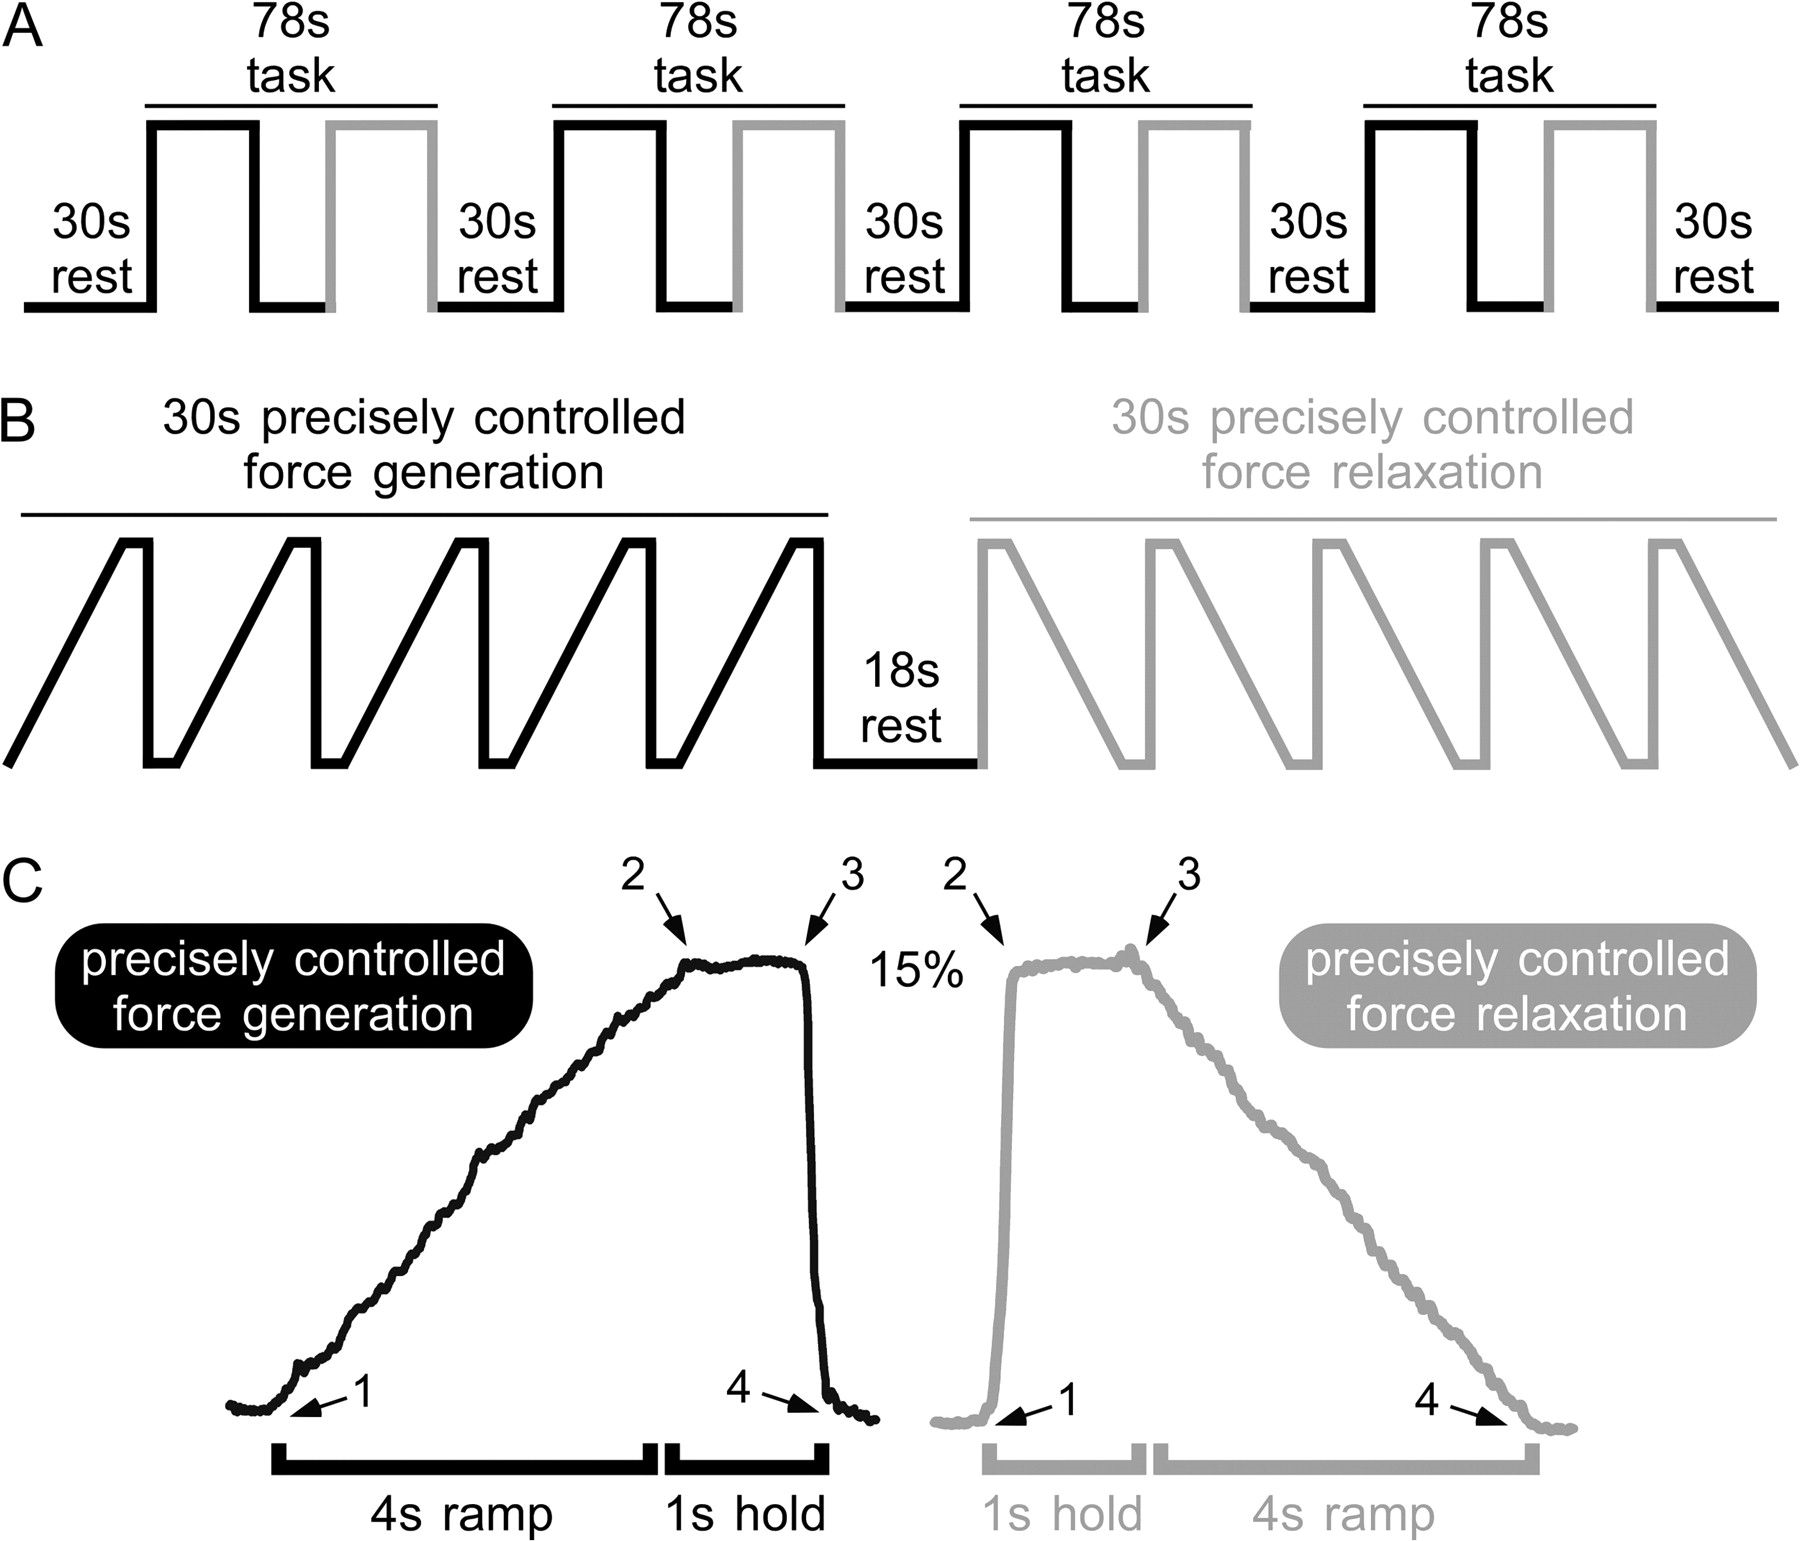 A
78s
task
78s
task
78s
task
78s
task
30s
rest
30s
rest
30s
rest
30s
rest
30s
rest
B
30s precisely controlled
force generation
30s precisely controlled
force relaxation
18s
rest
C
2
3
2
3
precisely controlled
force generation
15%
precisely controlled
force relaxation
1
4
1
4
4s ramp
1s hold
1s hold
4s ramp